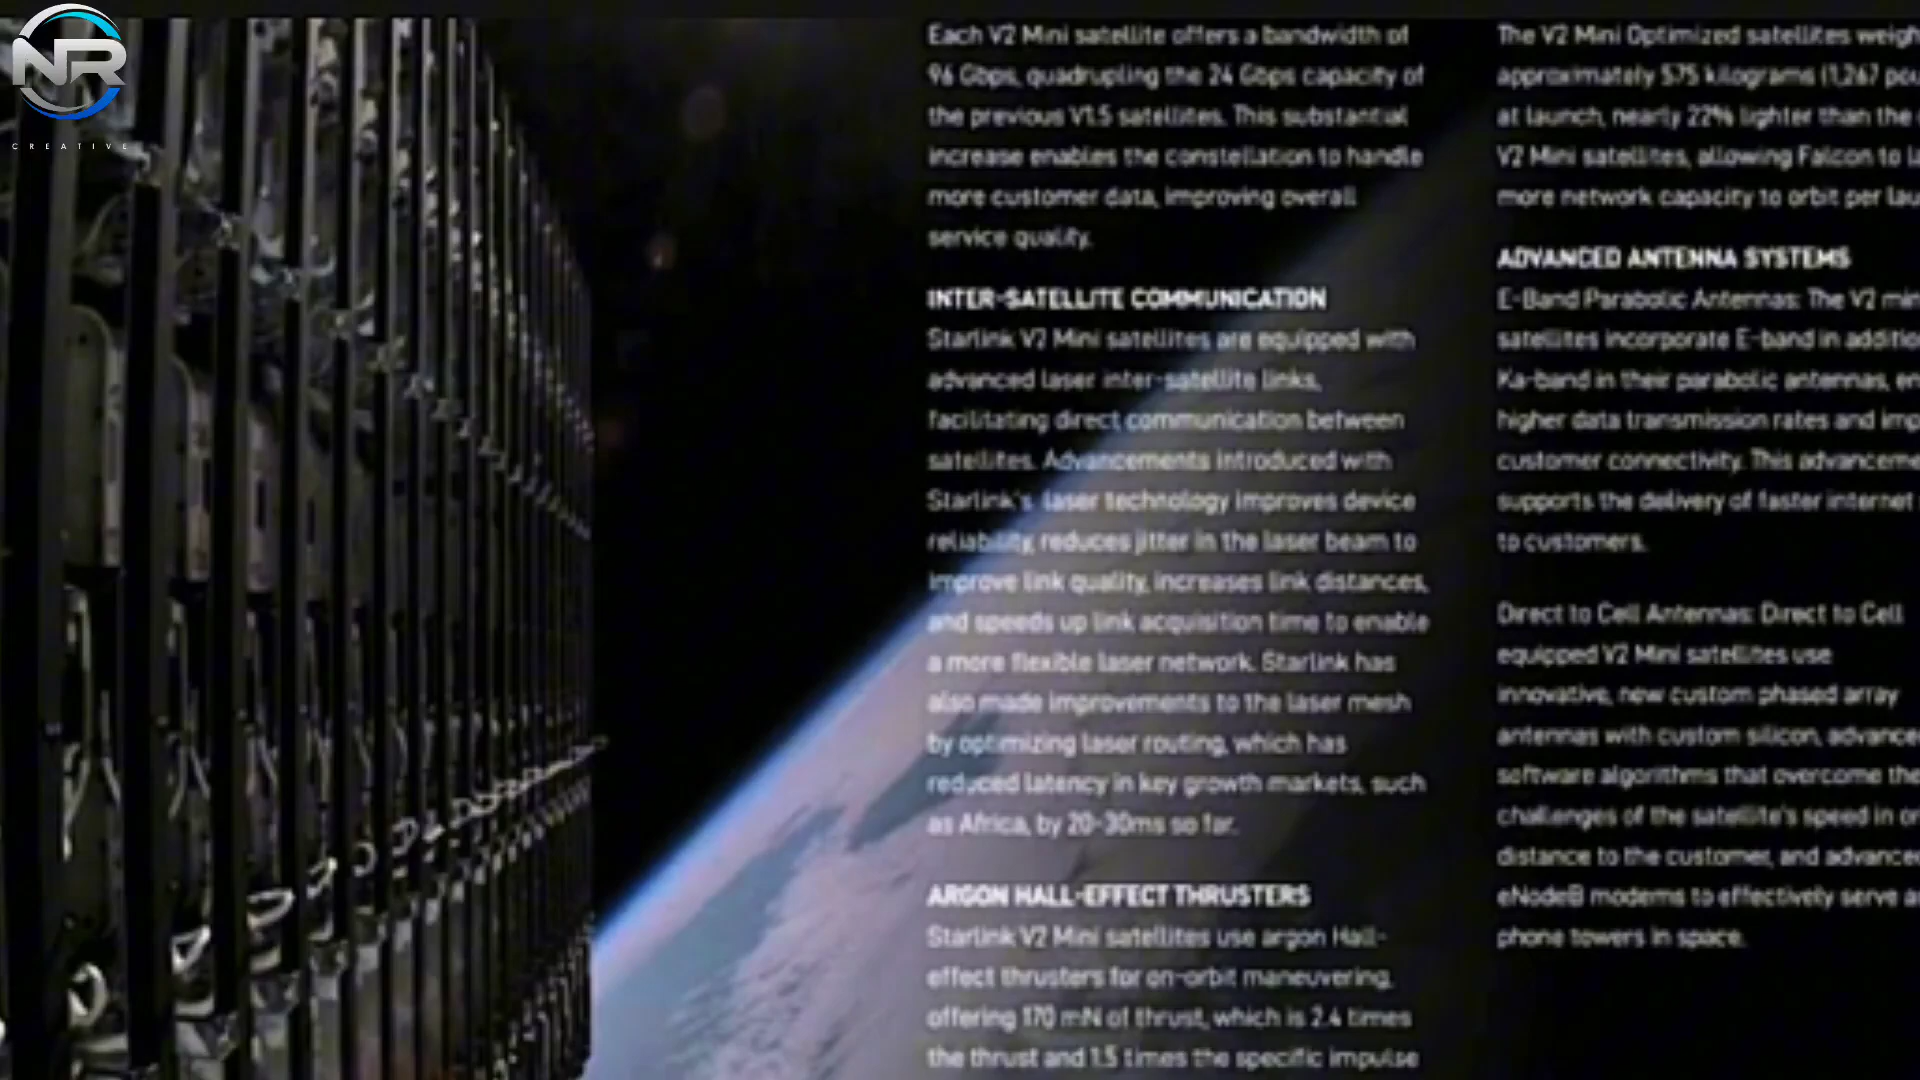 NR
CREATIVE
Each V2 Mini satellite offers a bandwidth of
96 Gbps, quadrupling the 24 Gbps capacity of
the previous V1.5 satellites. This substantial
increase enables the constellation to handle
more customer data, improving overall
service quality.
INTER-SATELLITE COMMUNICATION
Starlink V2 Mini satellites are equipped with
advanced laser inter-satellite links,
facilitating direct communication between
satellites. Advancements introduced with
Starlink's laser technology improves device
reliability, reduces jitter in the laser beam to
improve link quality, increases link distances,
and speeds up link acquisition time to enable
a more flexible laser network. Starlink has
also made improvements to the laser mesh
by optimizing laser routing, which has
reduced latency in key growth markets, such
as Africa, by 20-30ms so far.
ARGON HALL-EFFECT THRUSTERS
Starlink V2 Mini satellites use argon Hall-
effect thrusters for on-orbit maneuvering,
offering 170 mN of thrust, which is 2.4 times
the thrust and 1.5 times the specific impulse
The V2 Mini Optimized satellites weigh
approximately 575 kilograms (1,267
at launch, nearly 22% lighter than the
V2 Mini satellites, allowing Falcon to
more network capacity to orbit per
ADVANCED ANTENNA SYSTEMS
E-Band Parabolic Antennas: The V2
satellites incorporate E-band in
Ka-band in their parabolic antennas,
higher data transmission rates and
customer connectivity. This
supports the delivery of faster internet
to customers.
Direct to Cell Antennas: Direct to Cell
equipped V2 Mini satellites use
innovative, new custom phased array
antennas with custom silicon,
software algorithms that overcome the
challenges of the satellite's speed in
distance to the customer, and
eNodeB modems to effectively serve
phone towers in space.